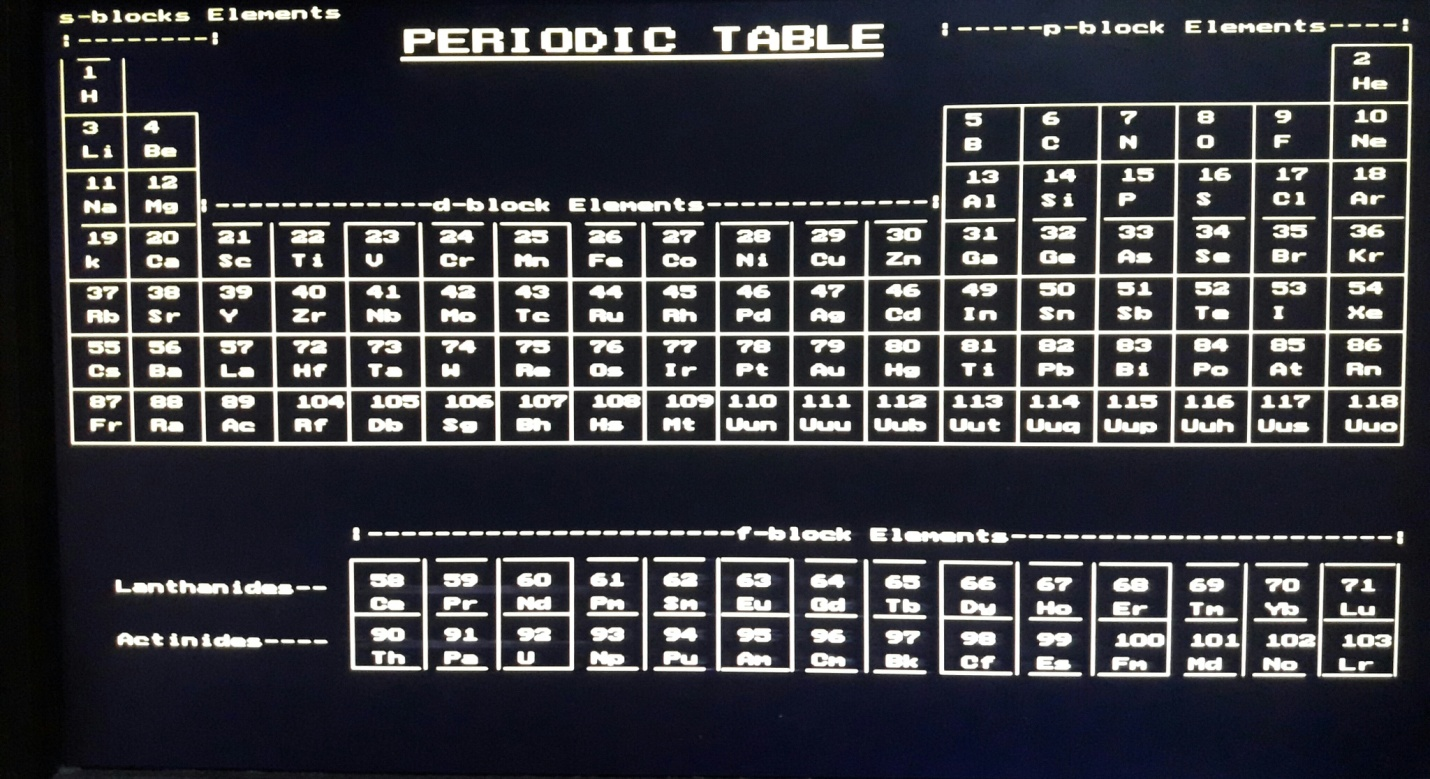 s-blocks Elements
PERIODIC TABLE
¦-----p-block Elements----¦
¦--------¦
1 2
H He
3 4 5 6 7 8 9 10
Li Be B C N O F Ne
11 12 13 14 15 16 17 18
Na Mg ¦-------------d-block Elements-------------¦ Al Si P S Cl Ar
19 20 21 22 23 24 25 26 27 28 29 30 31 32 33 34 35 36
k Ca Sc Ti V Cr Mn Fe Co Ni Cu Zn Ga Ge As Se Br Kr
37 38 39 40 41 42 43 44 45 46 47 46 49 50 51 52 53 54
Rb Sr Y Zr Nb Mo Tc Ru Rh Pd Ag Cd In Sn Sb Te I Xe
55 56 57 72 73 74 75 76 77 78 79 80 81 82 83 84 85 86
Cs Ba La Hf Ta W Re Os Ir Pt Au Hg Ti Pb Bi Po At Rn
87 88 89 104 105 106 107 108 109 110 111 112 113 114 115 116 117 118
Fr Ra Ac Rf Db Sg Bh Hs Mt Uun Uuu Uub Uut Uuq Uup Uuh Uus Uuo
¦----------------------f-block Elements-----------------------¦
Lanthanides-- 58 59 60 61 62 63 64 65 66 67 68 69 70 71
Ce Pr Nd Pm Sm Eu Gd Tb Dy Ho Er Tm Yb Lu
Actinides---- 90 91 92 93 94 95 96 97 98 99 100 101 102 103
Th Pa U Np Pu Am Cm Bk Cf Es Fm Md No Lr